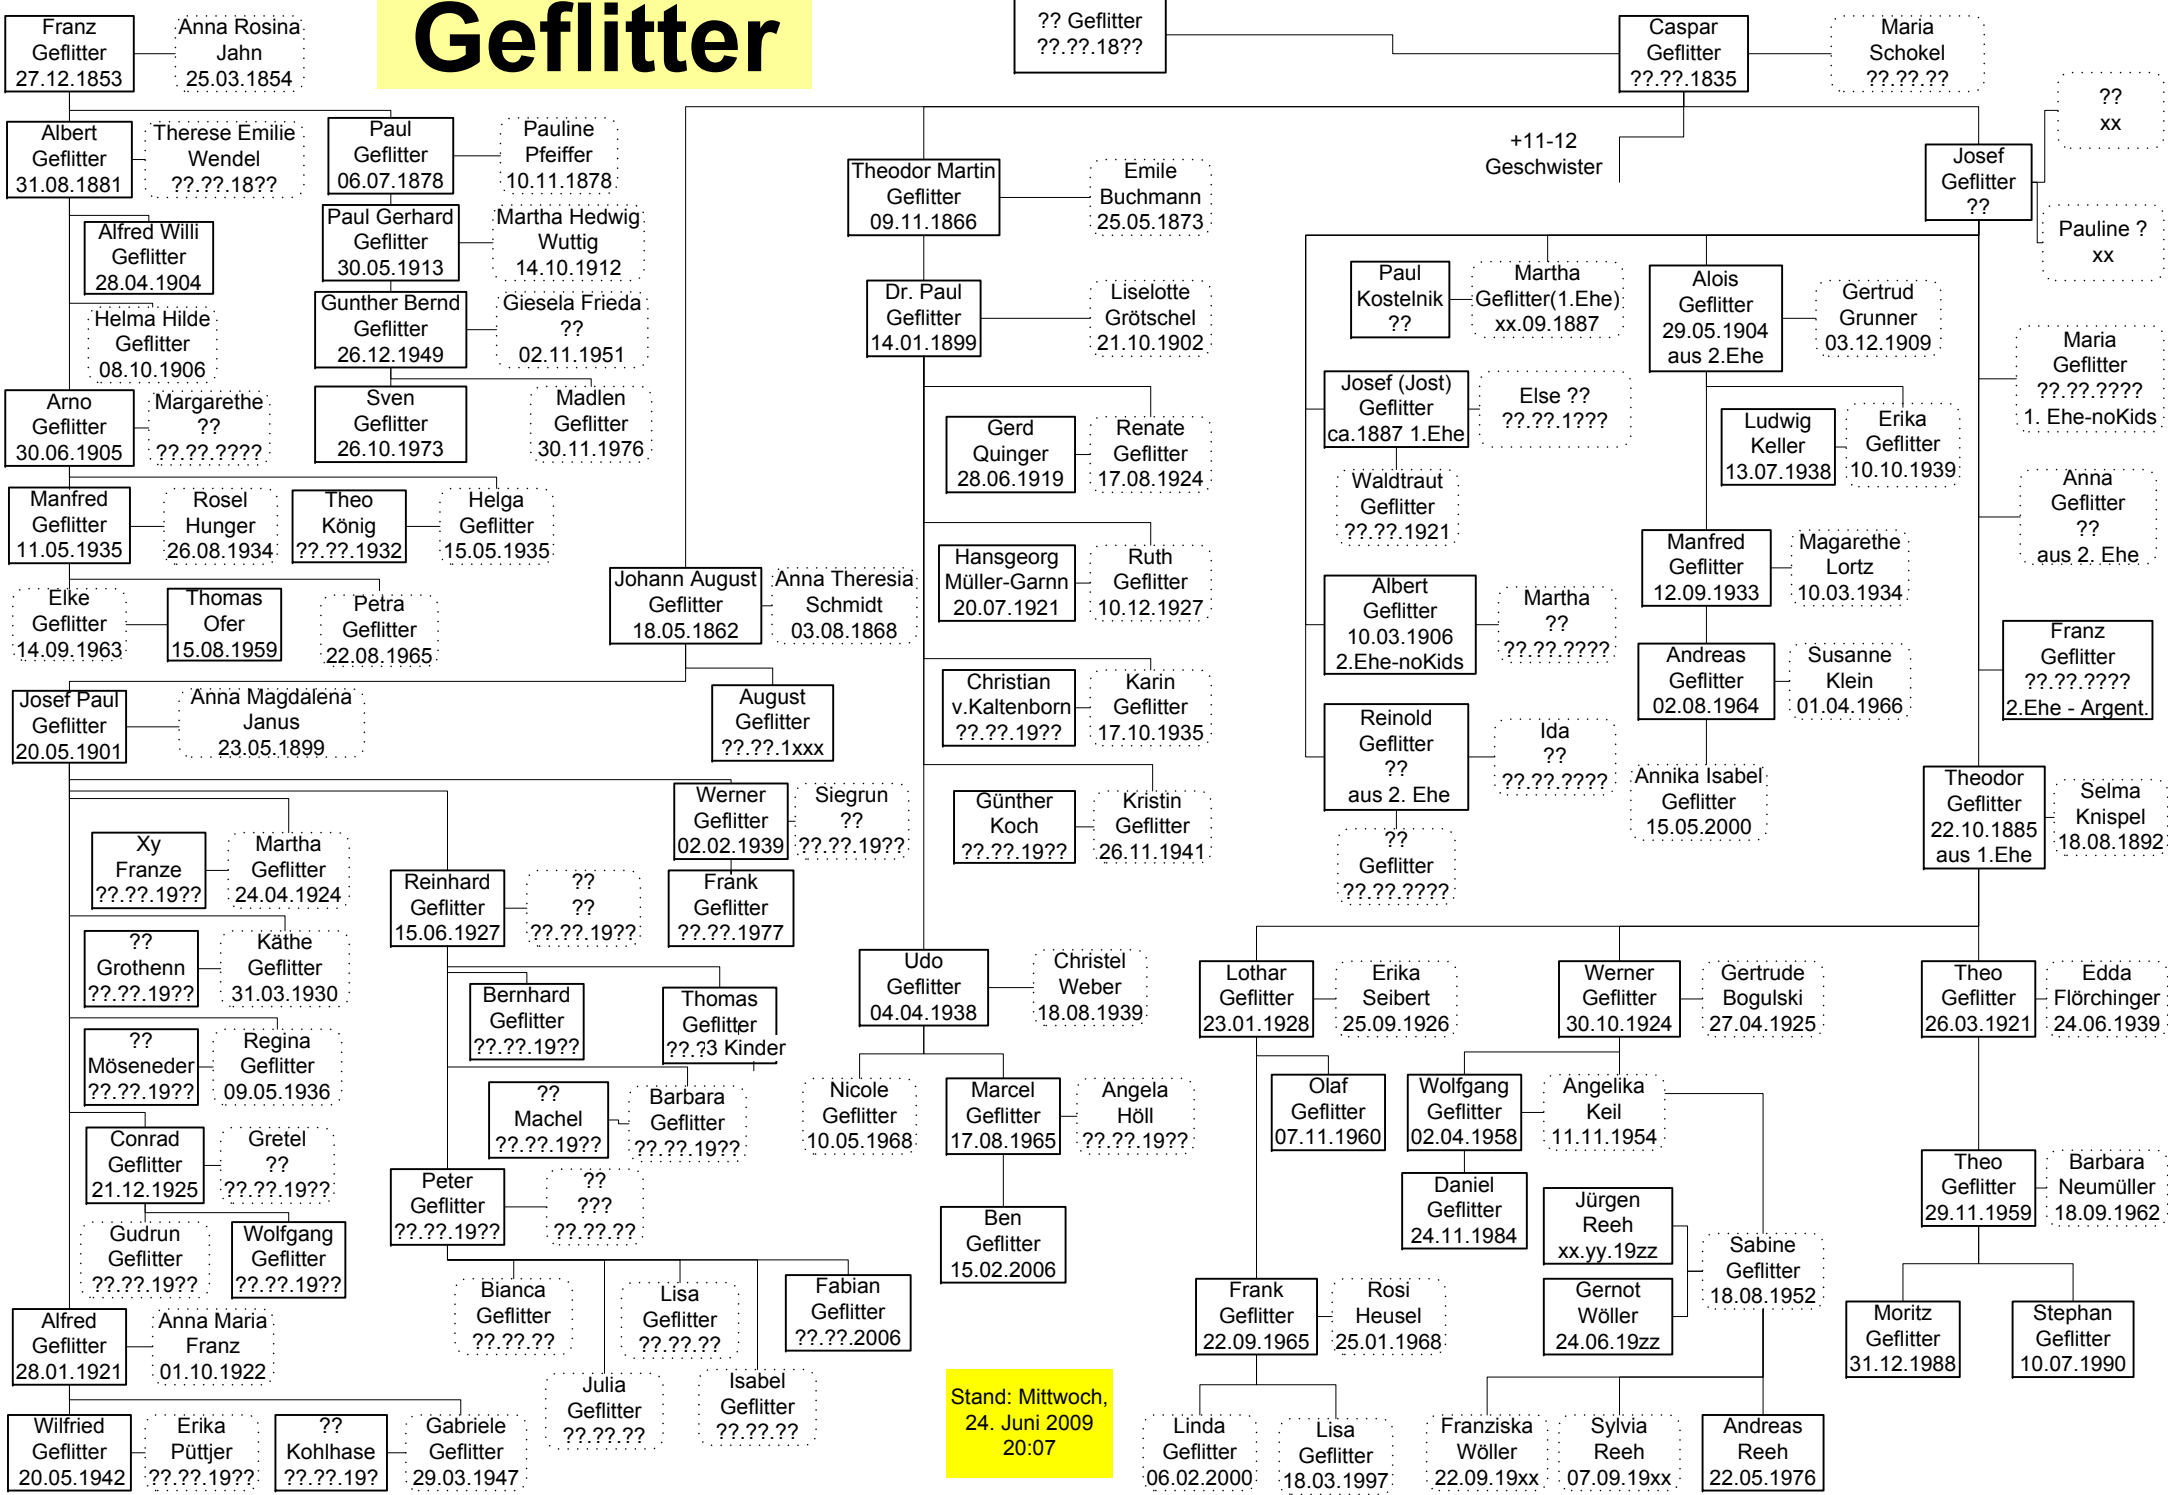 Geflitter
Franz
Geflitter
27.12.1853
Anna Rosina
Jahn
25.03.1854
?? Geflitter
??.??.18??
Caspar
Geflitter
??.??.1835
Maria
Schokel
??.??.??
??
xx
Albert
Geflitter
31.08.1881
Therese Emilie
Wendel
??.??.18??
Paul
Geflitter
06.07.1878
Pauline
Pfeiffer
10.11.1878
Theodor Martin
Geflitter
09.11.1866
Emile
Buchmann
25.05.1873
+11-12
Geschwister
Josef
Geflitter
??
Pauline ?
xx
Alfred Willi
Geflitter
28.04.1904
Paul Gerhard
Geflitter
30.05.1913
Martha Hedwig
Wuttig
14.10.1912
Helma Hilde
Geflitter
08.10.1906
Gunther Bernd
Geflitter
26.12.1949
Giesela Frieda
??
02.11.1951
Dr. Paul
Geflitter
14.01.1899
Liselotte
Grötschel
21.10.1902
Paul
Kostelnik
??
Martha
Geflitter(1.Ehe)
xx.09.1887
Alois
Geflitter
29.05.1904
aus 2.Ehe
Gertrud
Grunner
03.12.1909
Maria
Geflitter
??.??.????
1. Ehe-noKids
Arno
Geflitter
30.06.1905
Margarethe
??
??.??.????
Sven
Geflitter
26.10.1973
Madlen
Geflitter
30.11.1976
Gerd
Quinger
28.06.1919
Renate
Geflitter
17.08.1924
Josef (Jost)
Geflitter
ca.1887 1.Ehe
Else ??
??.??.1???
Ludwig
Keller
13.07.1938
Erika
Geflitter
10.10.1939
Waldtraut
Geflitter
??.??.1921
Anna
Geflitter
??
aus 2. Ehe
Manfred
Geflitter
11.05.1935
Rosel
Hunger
26.08.1934
Theo
König
??.??.1932
Helga
Geflitter
15.05.1935
Hansgeorg
Müller-Garnn
20.07.1921
Ruth
Geflitter
10.12.1927
Manfred
Geflitter
12.09.1933
Magarethe
Lortz
10.03.1934
Elke
Geflitter
14.09.1963
Thomas
Ofer
15.08.1959
Petra
Geflitter
22.08.1965
Johann August
Geflitter
18.05.1862
Anna Theresia
Schmidt
03.08.1868
Albert
Geflitter
10.03.1906
2.Ehe-noKids
Martha
??
??.??.????
Franz
Geflitter
??.??.????
2.Ehe - Argent.
Andreas
Geflitter
02.08.1964
Susanne
Klein
01.04.1966
Josef Paul
Geflitter
20.05.1901
Anna Magdalena
Janus
23.05.1899
August
Geflitter
??.??.1xxx
Christian
v.Kaltenborn
??.??.19??
Karin
Geflitter
17.10.1935
Reinold
Geflitter
??
aus 2. Ehe
Ida
??
??.??.????
Annika Isabel
Geflitter
15.05.2000
Theodor
Geflitter
22.10.1885
aus 1.Ehe
Selma
Knispel
18.08.1892
Werner
Geflitter
02.02.1939
Siegrun
??
??.??.19??
Günther
Koch
??.??.19??
Kristin
Geflitter
26.11.1941
??
Geflitter
??.??.????
Xy
Franze
??.??.19??
Martha
Geflitter
24.04.1924
Reinhard
Geflitter
15.06.1927
??
??
??.??.19??
Frank
Geflitter
??.??.1977
??
Grothenn
??.??.19??
Käthe
Geflitter
31.03.1930
Bernhard
Geflitter
??.??.19??
Thomas
Geflitter
??.?3 Kinder
Udo
Geflitter
04.04.1938
Christel
Weber
18.08.1939
Lothar
Geflitter
23.01.1928
Erika
Seibert
25.09.1926
Werner
Geflitter
30.10.1924
Gertrude
Bogulski
27.04.1925
Theo
Geflitter
26.03.1921
Edda
Flörchinger
24.06.1939
??
Möseneder
??.??.19??
Regina
Geflitter
09.05.1936
??
Machel
??.??.19??
Barbara
Geflitter
??.??.19??
Nicole
Geflitter
10.05.1968
Marcel
Geflitter
17.08.1965
Angela
Höll
??.??.19??
Olaf
Geflitter
07.11.1960
Wolfgang
Geflitter
02.04.1958
Angelika
Keil
11.11.1954
Conrad
Geflitter
21.12.1925
Gretel
??
??.??.19??
Peter
Geflitter
??.??.19??
??
???
??.??.??
Daniel
Geflitter
24.11.1984
Jürgen
Reeh
xx.yy.19zz
Theo
Geflitter
29.11.1959
Barbara
Neumüller
18.09.1962
Gudrun
Geflitter
??.??.19??
Wolfgang
Geflitter
??.??.19??
Ben
Geflitter
15.02.2006
Sabine
Geflitter
18.08.1952
Bianca
Geflitter
??.??.??
Lisa
Geflitter
??.??.??
Fabian
Geflitter
??.??.2006
Frank
Geflitter
22.09.1965
Rosi
Heusel
25.01.1968
Gernot
Wöller
24.06.19zz
Moritz
Geflitter
31.12.1988
Stephan
Geflitter
10.07.1990
Alfred
Geflitter
28.01.1921
Anna Maria
Franz
01.10.1922
Julia
Geflitter
??.??.??
Isabel
Geflitter
??.??.??
Stand: Mittwoch,
24. Juni 2009
20:07
Wilfried
Geflitter
20.05.1942
Erika
Püttjer
??.??.19??
??
Kohlhase
??.??.19?
Gabriele
Geflitter
29.03.1947
Linda
Geflitter
06.02.2000
Lisa
Geflitter
18.03.1997
Franziska
Wöller
22.09.19xx
Sylvia
Reeh
07.09.19xx
Andreas
Reeh
22.05.1976